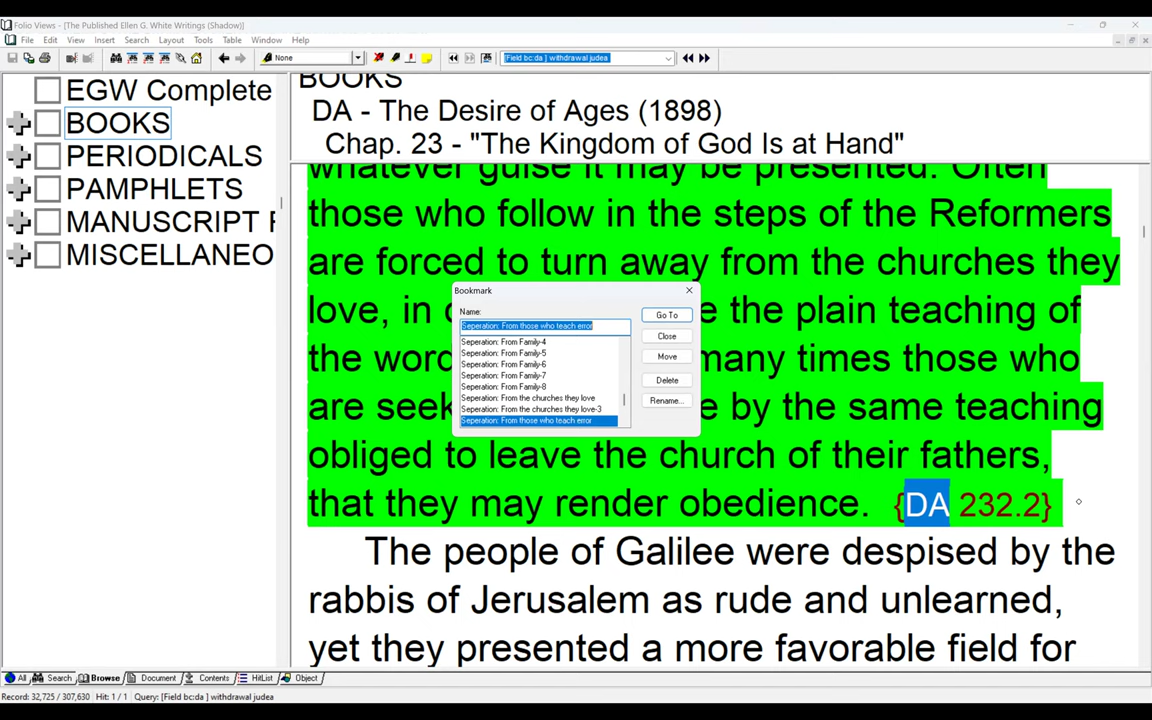 Folio Views - [The Published Ellen G. White Writings (Shadow)]
File Edit View Insert Search Layout Tools Table Window Help
None
[Field bc:da ] withdrawal judea
EGW Complete
BOOKS
PERIODICALS
PAMPHLETS
MANUSCRIPT
MISCELLANEO
BOOKS
DA - The Desire of Ages (1898)
Chap. 23 - "The Kingdom of God Is at Hand"
whatever guise it may be presented. Often
those who follow in the steps of the Reformers
are forced to turn away from the churches they
love, in the plain teaching of
the word many times those who
are seek by the same teaching
obliged to leave the church of their fathers,
that they may render obedience. {DA 232.2}
The people of Galilee were despised by the
rabbis of Jerusalem as rude and unlearned,
yet they presented a more favorable field for
Bookmark
Name:
Seperation: From those who teach error
Seperation: From Family-4
Seperation: From Family-5
Seperation: From Family-6
Seperation: From Family-7
Seperation: From Family-8
Seperation: From the churches they love
Seperation: From the churches they love-3
Seperation: From those who teach error
Go To
Close
Move
Delete
Rename...
All Search Browse Document Contents HitList Object
Record: 32,725 / 307,630 Hit: 1 / 1 Query: [Field bc:da ] withdrawal judea